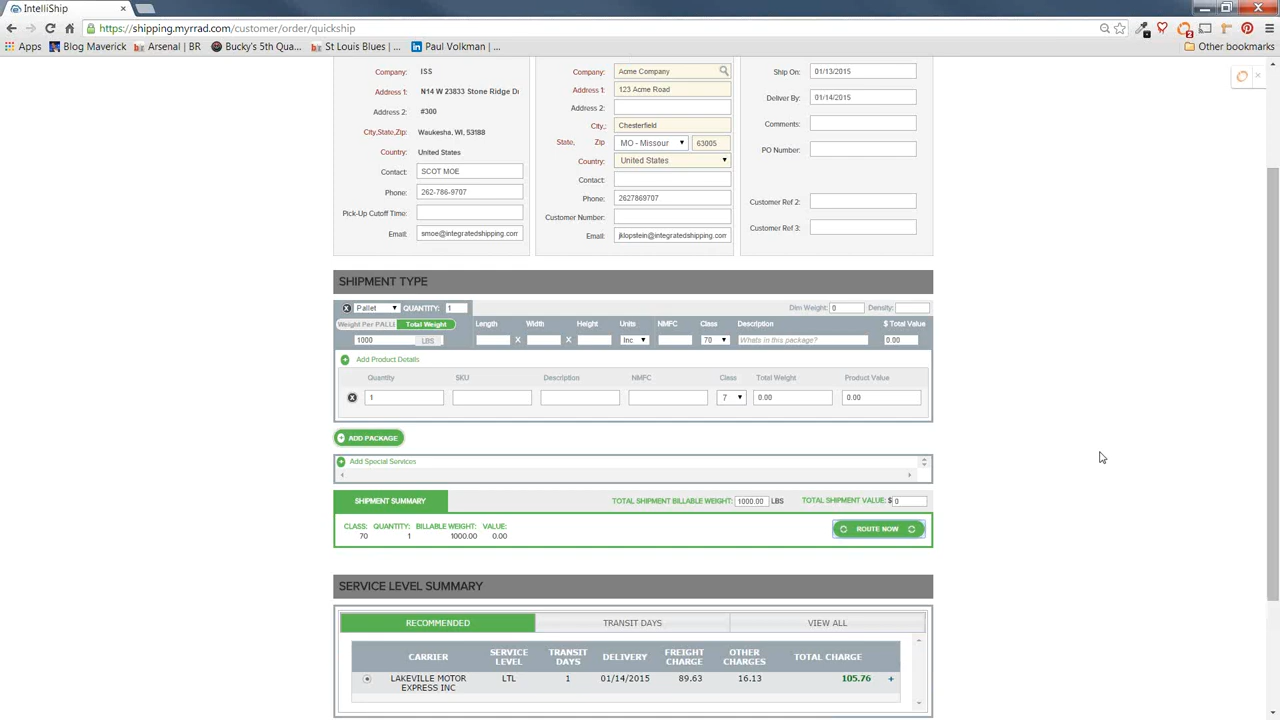 IntelliShip
https://shipping.myrrad.com/customer/order/quickship
Apps Blog Maverick Arsenal | BR Bucky's 5th Qua... St Louis Blues | ... Paul Volkman | ... Other bookmarks
Company: ISS
Address 1: N14 W 23833 Stone Ridge Dr
Address 2: #300
City,State,Zip: Waukesha, WI, 53188
Country: United States
Contact: SCOT MOE
Phone: 262-786-9707
Pick-Up Cutoff Time:
Email: smoe@integratedshipping.com
Company: Acme Company
Address 1: 123 Acme Road
Address 2:
City,: Chesterfield
State, Zip MO - Missour 63005
Country: United States
Contact:
Phone: 2627869707
Customer Number:
Email: jklopstein@integratedshipping.com
Ship On: 01/13/2015
Deliver By: 01/14/2015
Comments:
PO Number:
Customer Ref 2:
Customer Ref 3:
SHIPMENT TYPE
Pallet QUANTITY: 1 Dim Weight: 0 Density:
Weight Per PALLI Total Weight Length Width Height Units NMFC Class Description $ Total Value
1000 LBS X X Inc 70 Whats in this package? 0.00
Add Product Details
Quantity SKU Description NMFC Class Total Weight Product Value
1 7 0.00 0.00
ADD PACKAGE
Add Special Services
SHIPMENT SUMMARY TOTAL SHIPMENT BILLABLE WEIGHT: 1000.00 LBS TOTAL SHIPMENT VALUE: $ 0
CLASS: QUANTITY: BILLABLE WEIGHT: VALUE:
70 1 1000.00 0.00
ROUTE NOW
SERVICE LEVEL SUMMARY
RECOMMENDED TRANSIT DAYS VIEW ALL
CARRIER SERVICE LEVEL TRANSIT DAYS DELIVERY FREIGHT CHARGE OTHER CHARGES TOTAL CHARGE
LAKEVILLE MOTOR EXPRESS INC LTL 1 01/14/2015 89.63 16.13 105.76 +